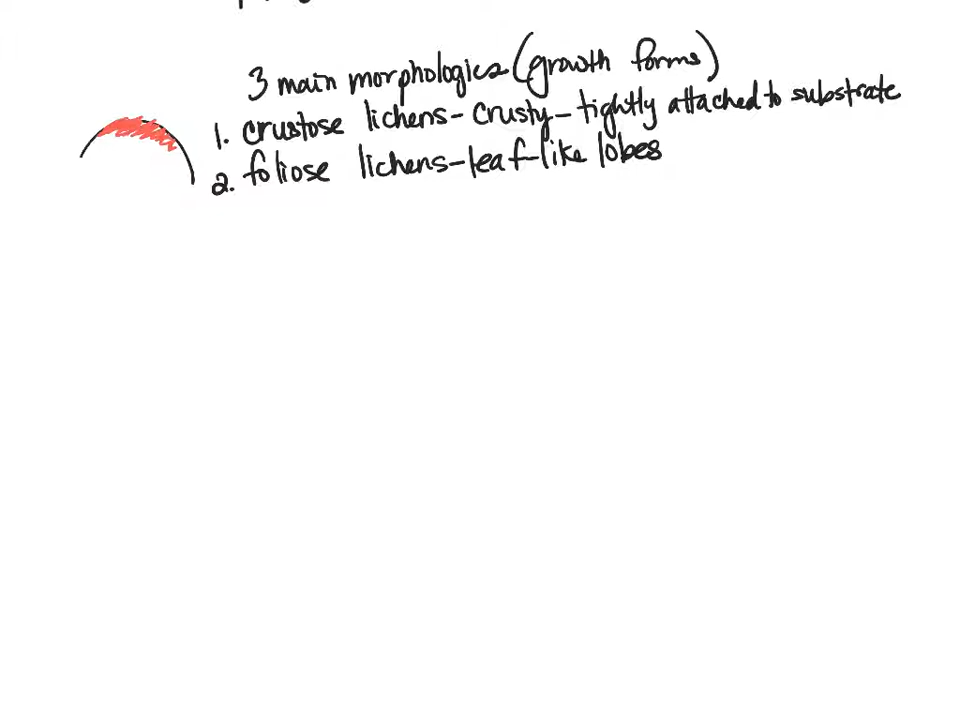 3 main morphologies (growth forms)
1. crustose lichens - crusty - tightly attached to substrate
2. foliose lichens - leaf-like lobes